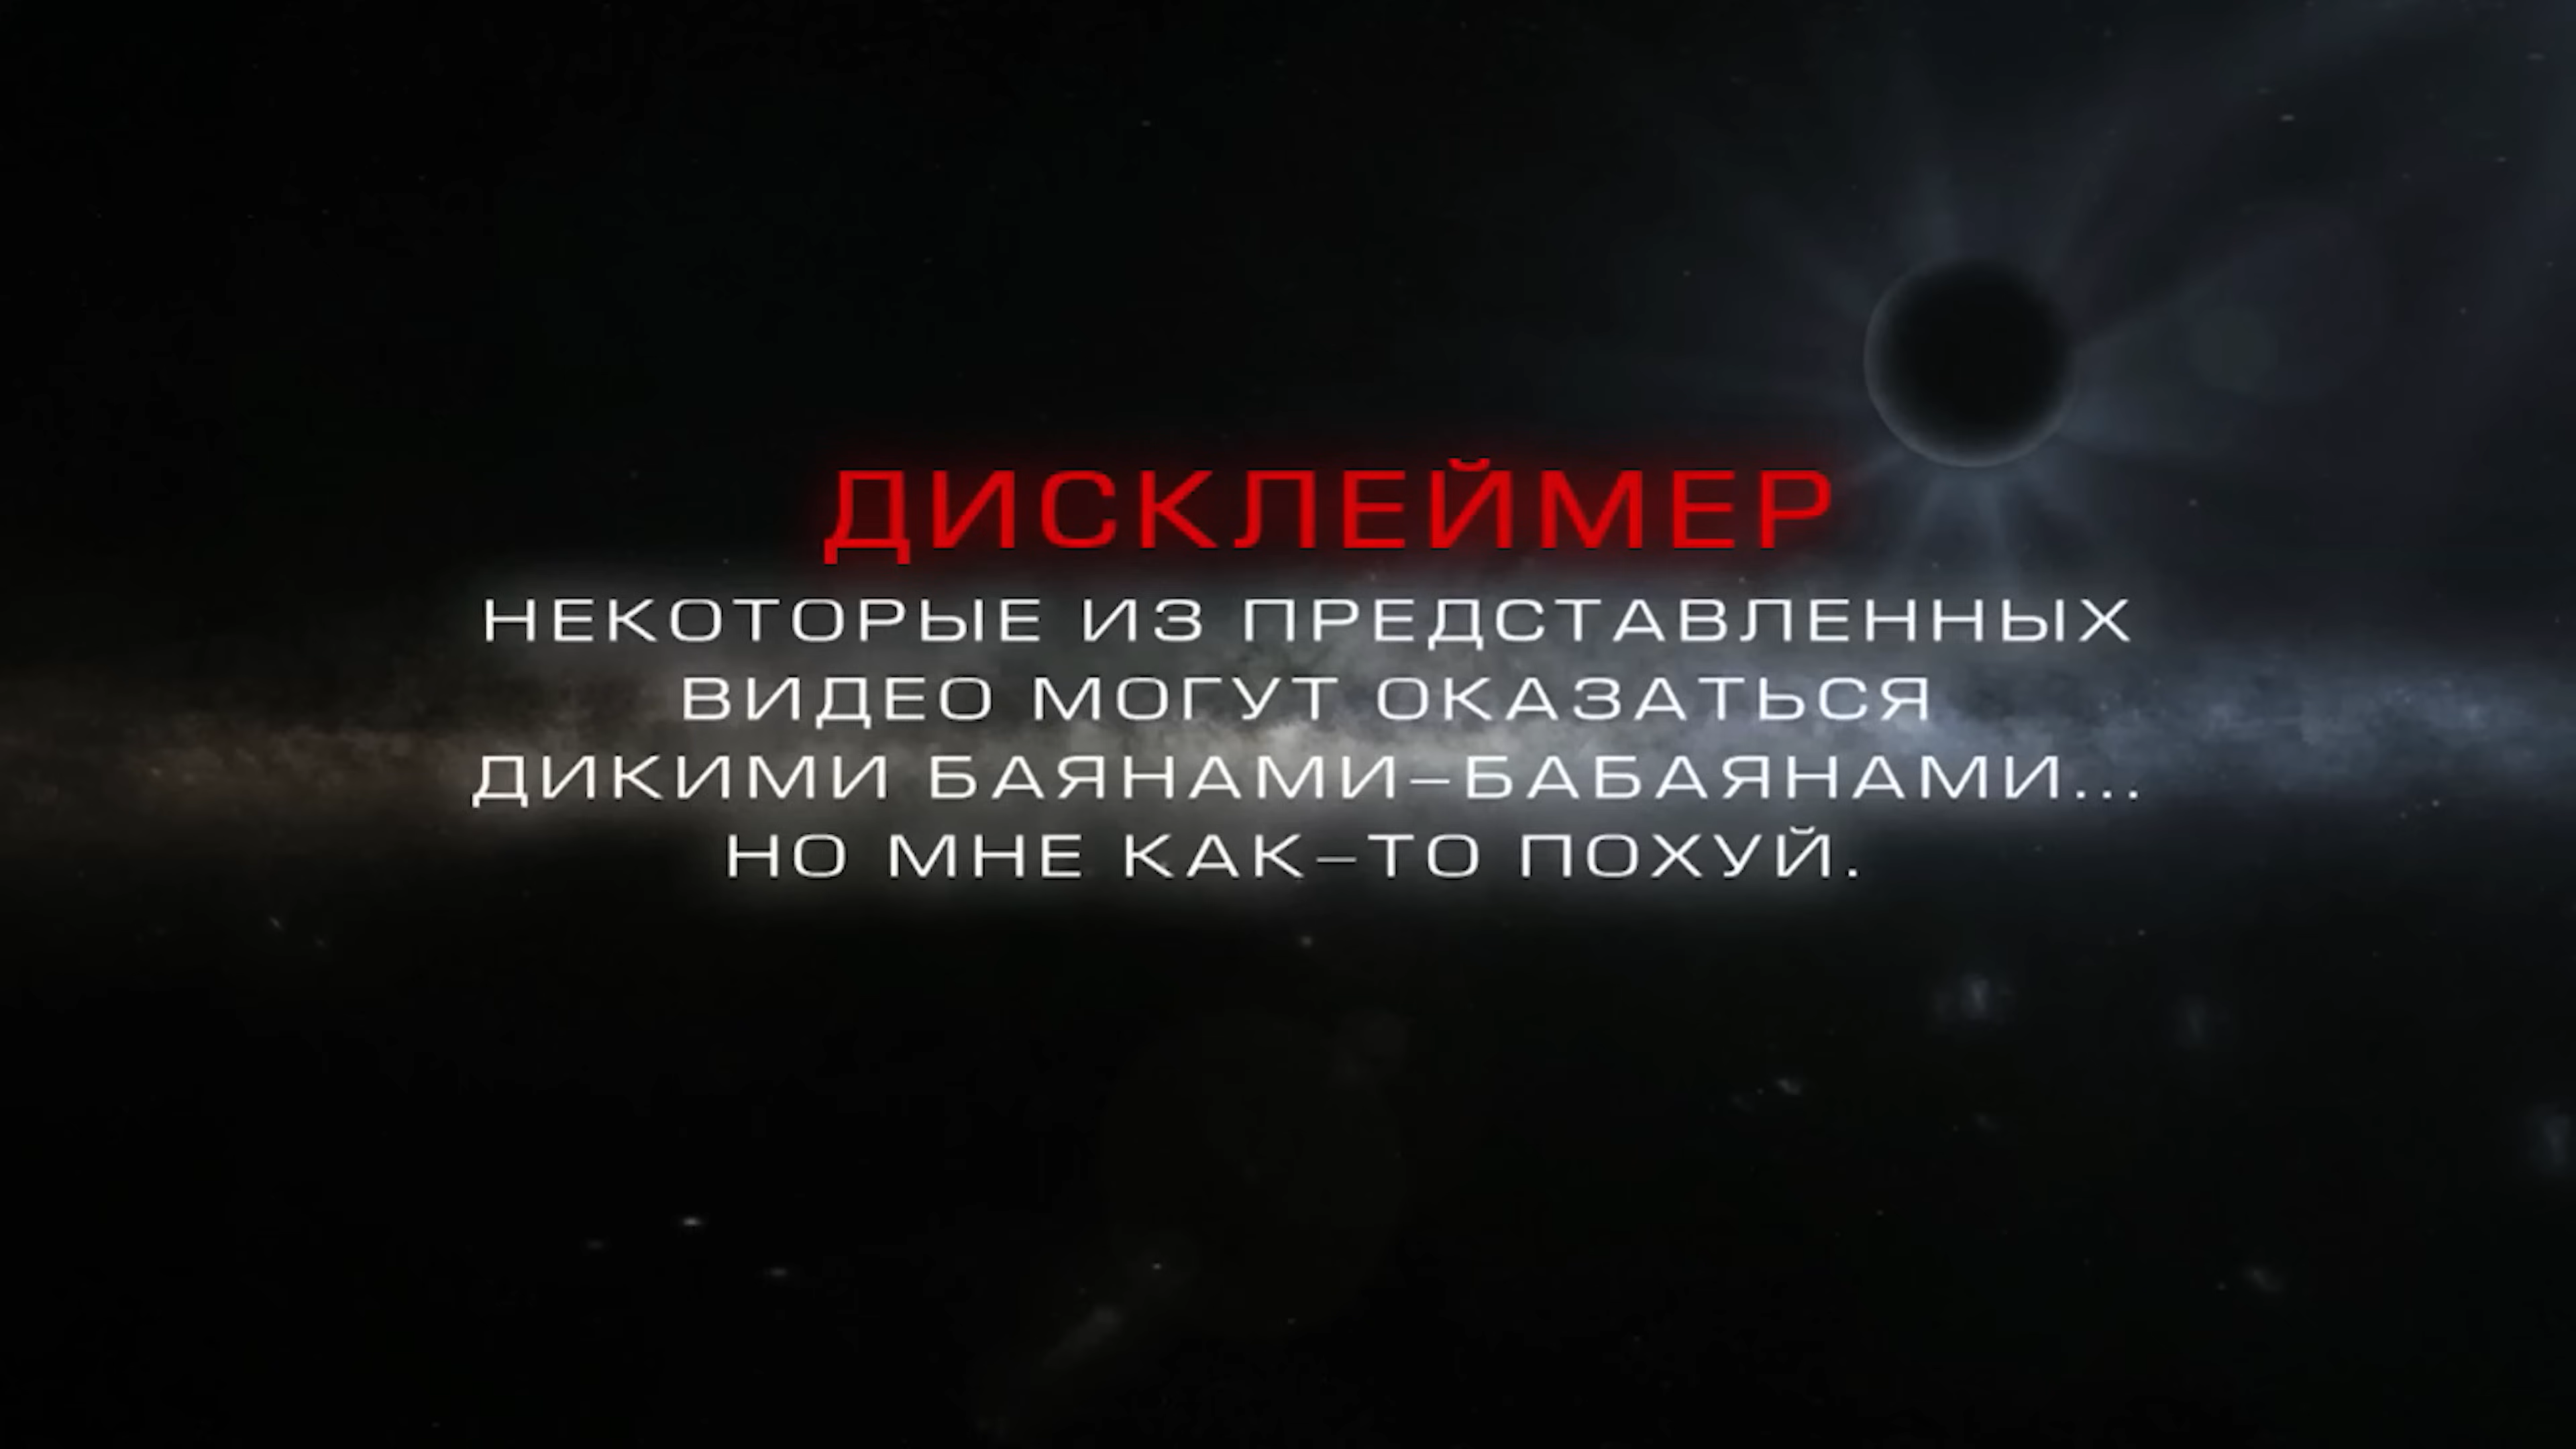 ДИСКЛЕЙМЕР
НЕКОТОРЫЕ ИЗ ПРЕДСТАВЛЕННЫХ
ВИДЕО МОГУТ ОКАЗАТЬСЯ
ДИКИМИ БАЯНАМИ-БАБАЯНАМИ...
НО МНЕ КАК-ТО ПОХУЙ.